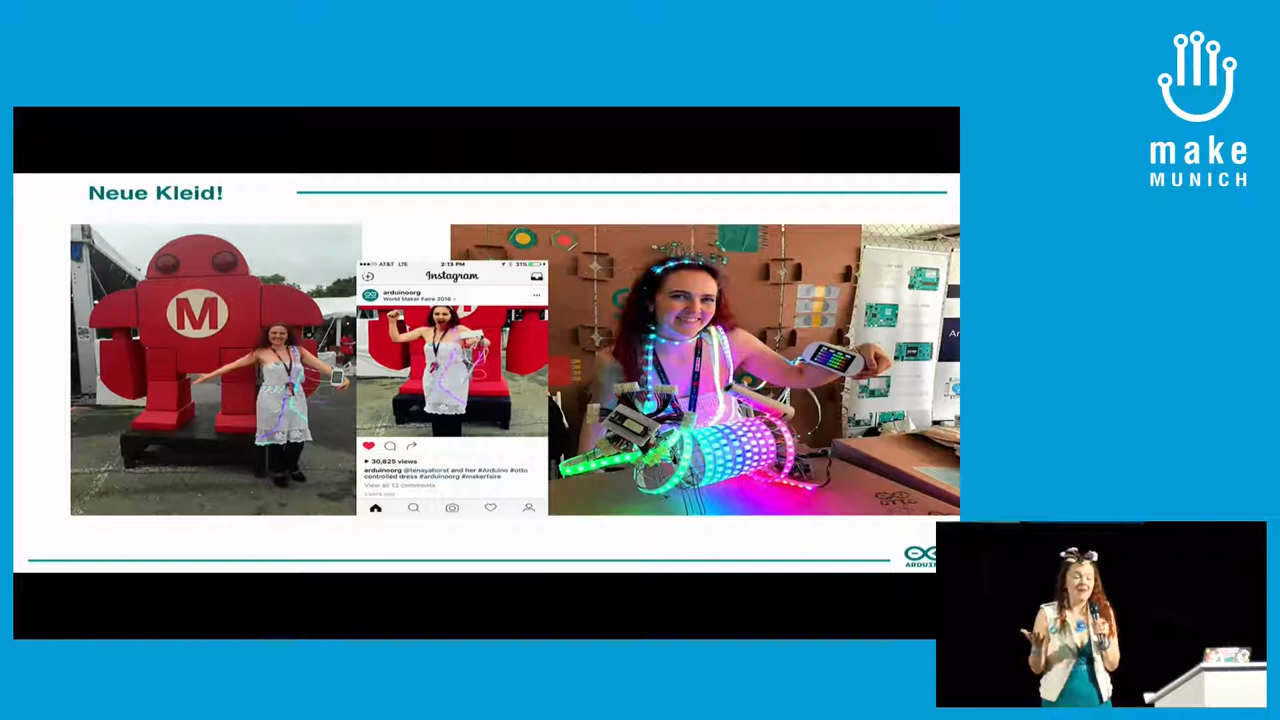 make
MUNICH
Neue Kleid!
M
AT&T LTE 2:13 PM 31%
Instagram
arduinoorg
World Maker Faire 2016 >
30,825 views
arduinoorg @tenayahurst and her #Arduino #otto
controlled dress #arduinoorg #makerfaire
View all 12 comments